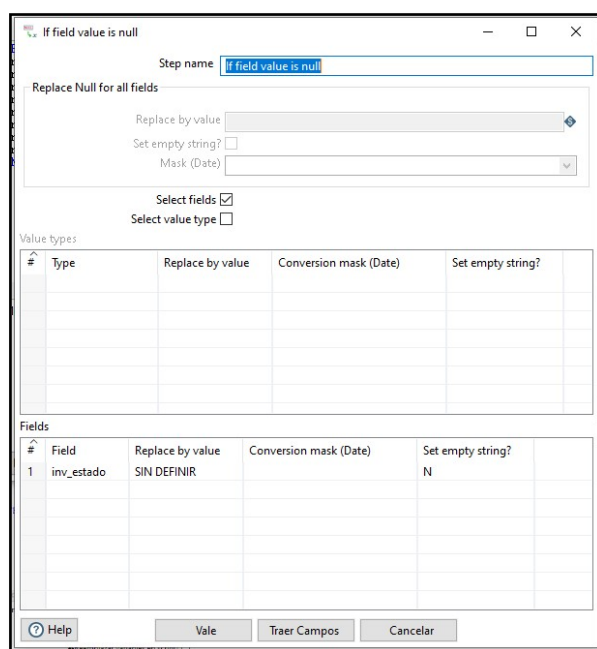 If field value is null
Step name If field value is null
Replace Null for all fields
Replace by value
Set empty string?
Mask (Date)
Select fields
Select value type
Value types
# Type Replace by value Conversion mask (Date) Set empty string?
Fields
# Field Replace by value Conversion mask (Date) Set empty string?
1 inv_estado SIN DEFINIR N
Help Vale Traer Campos Cancelar